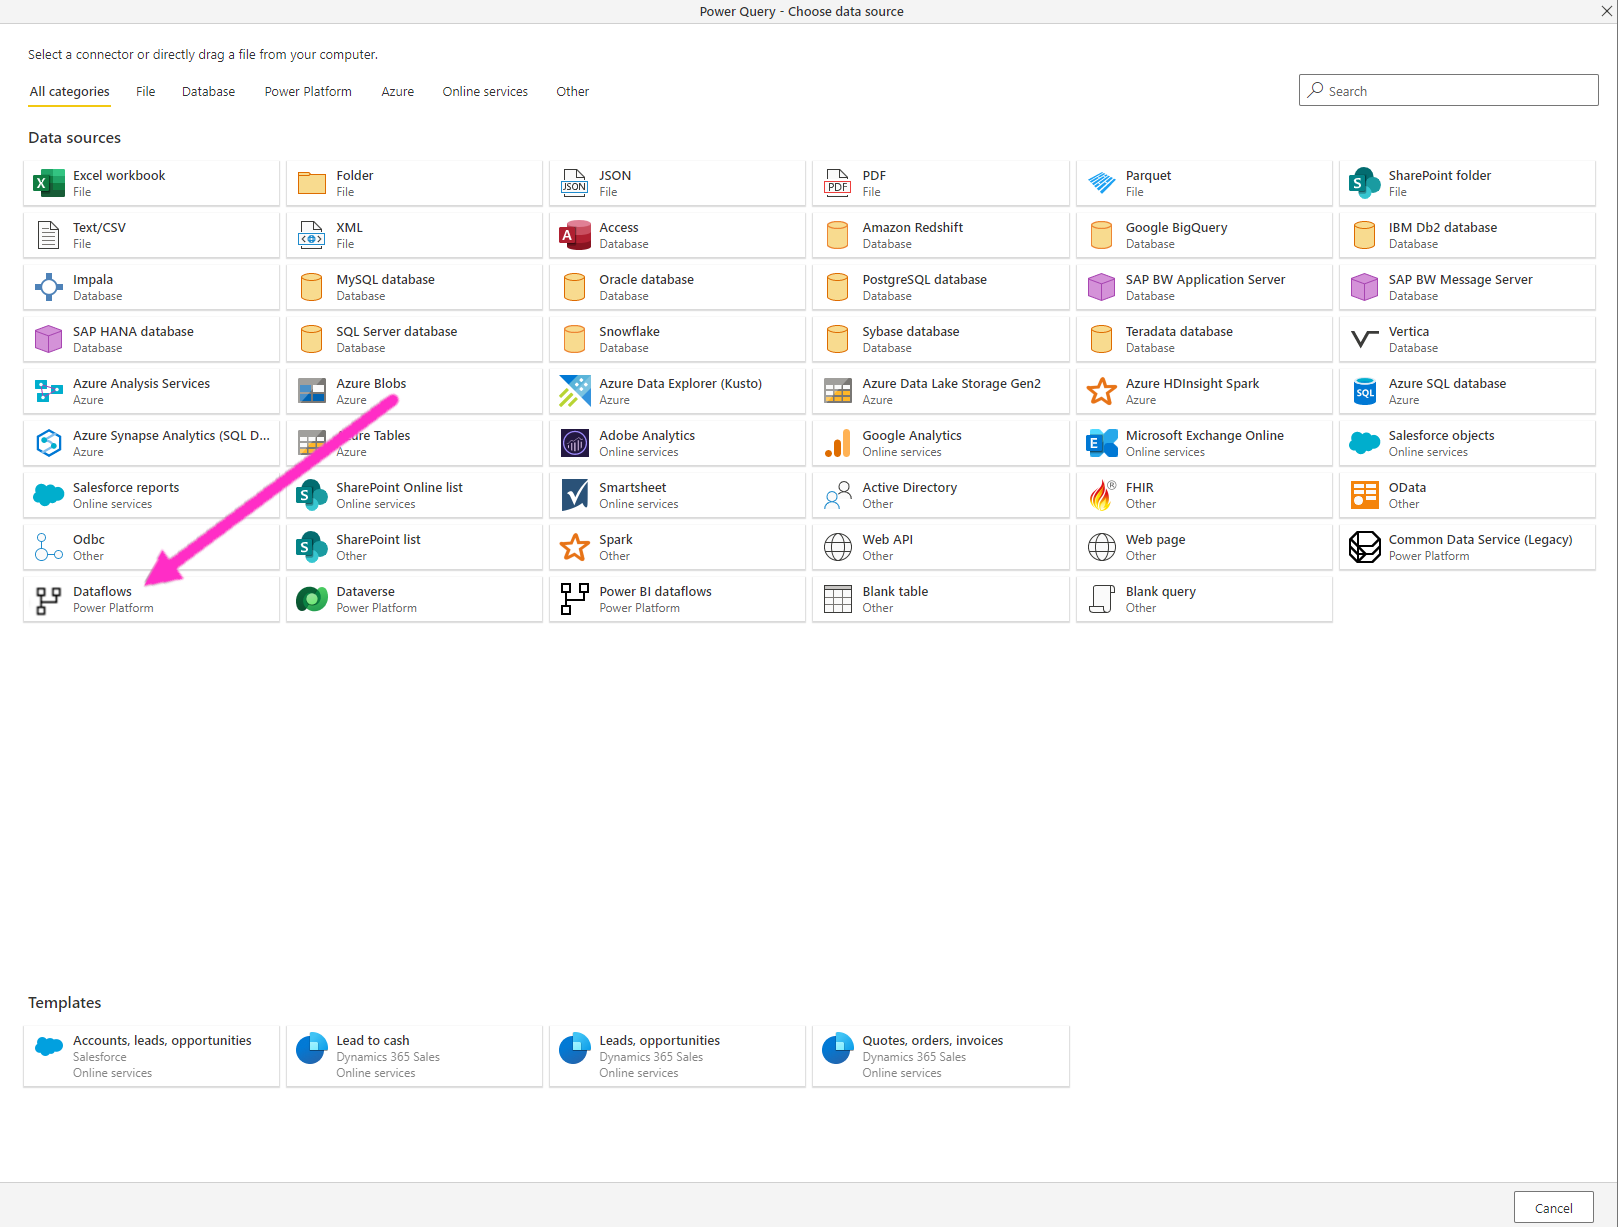 Power Query - Choose data source
Select a connector or directly drag a file from your computer.
All categories File Database Power Platform Azure Online services Other
Search
Data sources
Excel workbook
File
Folder
File
JSON
JSON
File
PDF
PDF
File
Parquet
File
SharePoint folder
File
Text/CSV
File
XML
File
Access
Database
Amazon Redshift
Database
Google BigQuery
Database
IBM Db2 database
Database
Impala
Database
MySQL database
Database
Oracle database
Database
PostgreSQL database
Database
SAP BW Application Server
Database
SAP BW Message Server
Database
SAP HANA database
Database
SQL Server database
Database
Snowflake
Database
Sybase database
Database
Teradata database
Database
Vertica
Database
Azure Analysis Services
Azure
Azure Blobs
Azure
Azure Data Explorer (Kusto)
Azure
Azure Data Lake Storage Gen2
Azure
Azure HDInsight Spark
Azure
SQL
Azure SQL database
Azure
Azure Synapse Analytics (SQL D...
Azure
Azure Tables
Azure
Adobe Analytics
Online services
Google Analytics
Online services
Microsoft Exchange Online
Online services
Salesforce objects
Online services
Salesforce reports
Online services
SharePoint Online list
Online services
Smartsheet
Online services
Active Directory
Other
FHIR
Other
OData
Other
Odbc
Other
SharePoint list
Other
Spark
Other
Web API
Other
Web page
Other
Common Data Service (Legacy)
Power Platform
Dataflows
Power Platform
Dataverse
Power Platform
Power BI dataflows
Power Platform
Blank table
Other
Blank query
Other
Templates
Accounts, leads, opportunities
Salesforce
Online services
Lead to cash
Dynamics 365 Sales
Online services
Leads, opportunities
Dynamics 365 Sales
Online services
Quotes, orders, invoices
Dynamics 365 Sales
Online services
Cancel